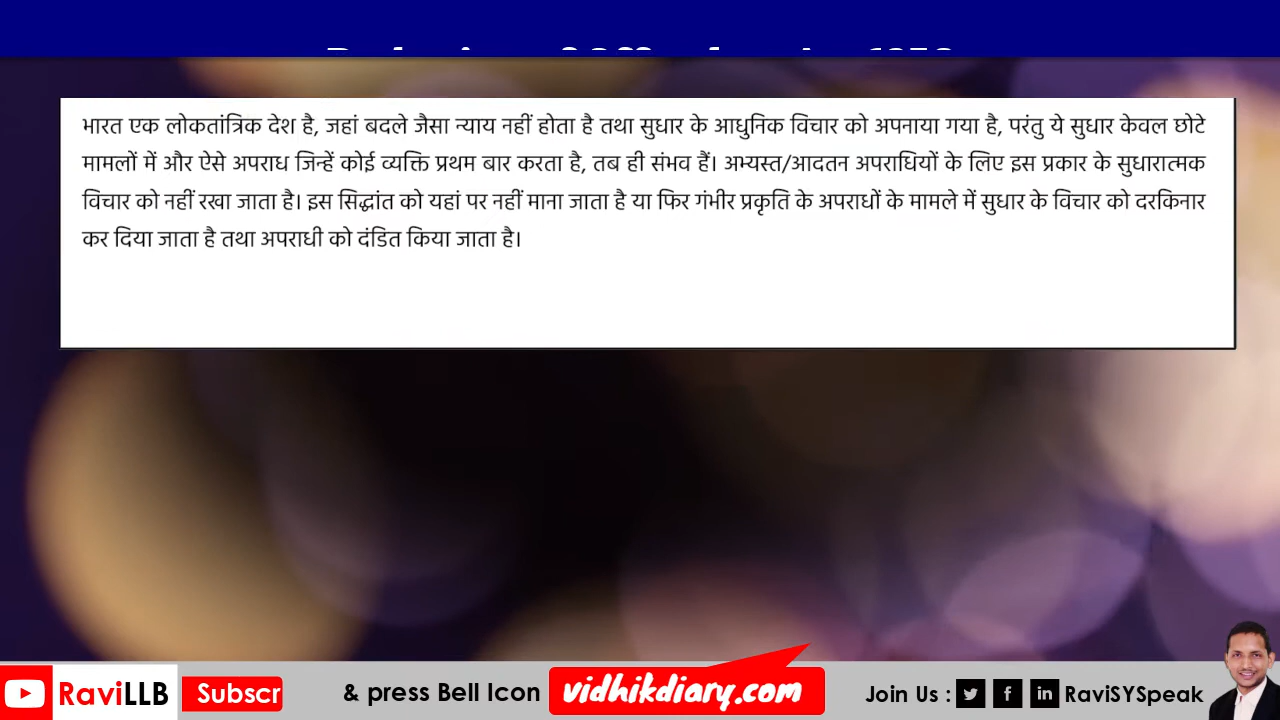 भारत एक लोकतांत्रिक देश है, जहां बदले जैसा न्याय नहीं होता है तथा सुधार के आधुनिक विचार को अपनाया गया है, परंतु ये सुधार केवल छोटे
मामलों में और ऐसे अपराध जिन्हें कोई व्यक्ति प्रथम बार करता है, तब ही संभव हैं। अभ्यस्त/आदतन अपराधियों के लिए इस प्रकार के सुधारात्मक
विचार को नहीं रखा जाता है। इस सिद्धांत को यहां पर नहीं माना जाता है या फिर गंभीर प्रकृति के अपराधों के मामले में सुधार के विचार को दरकिनार
कर दिया जाता है तथा अपराधी को दंडित किया जाता है।
RaviLLB Subscr & press Bell Icon vidhikdiary.com Join Us : RaviSYSpeak